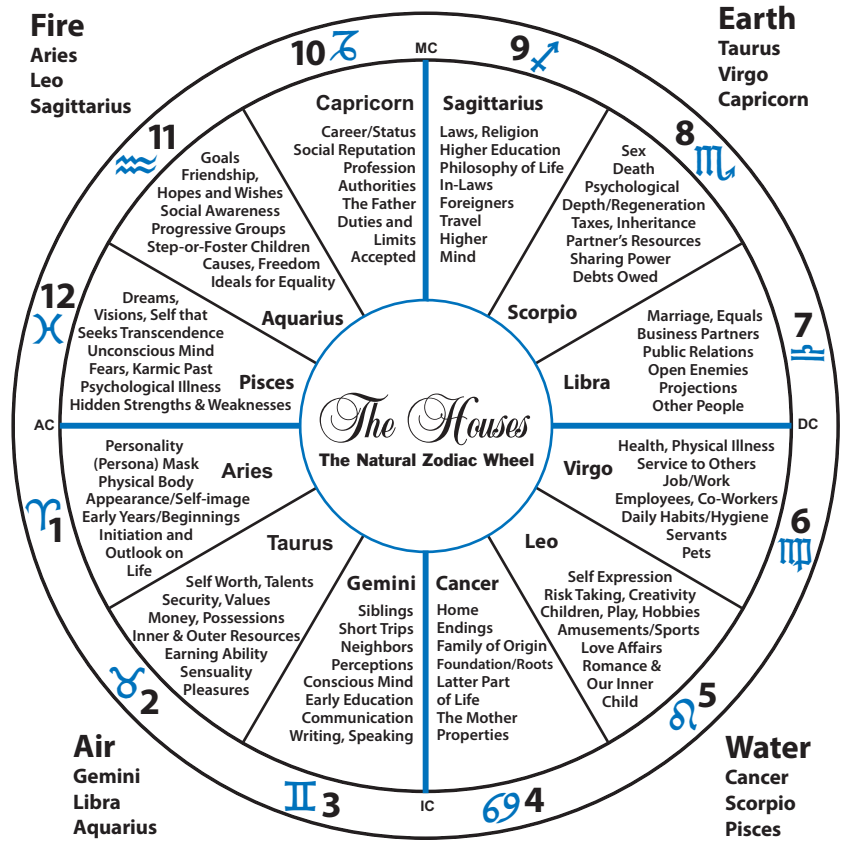 Fire
Aries
Leo
Sagittarius
Earth
Taurus
Virgo
Capricorn
MC
10
9
Capricorn
Career/Status
Social Reputation
Profession
Authorities
The Father
Duties and
Limits
Accepted
Sagittarius
Laws, Religion
Higher Education
Philosophy of Life
In-Laws
Foreigners
Travel
Higher
Mind
11
Goals
Friendship,
Hopes and Wishes
Social Awareness
Progressive Groups
Step-or-Foster Children
Causes, Freedom
Ideals for Equality
Aquarius
8
Sex
Death
Psychological
Depth/Regeneration
Taxes, Inheritance
Partner's Resources
Sharing Power
Debts Owed
Scorpio
12
Dreams,
Visions, Self that
Seeks Transcendence
Unconscious Mind
Fears, Karmic Past
Psychological Illness
Hidden Strengths & Weaknesses
Pisces
7
Marriage, Equals
Business Partners
Public Relations
Open Enemies
Projections
Other People
Libra
The Houses
The Natural Zodiac Wheel
AC
DC
Personality
(Persona) Mask
Physical Body
Appearance/Self-image
Early Years/Beginnings
Initiation and
Outlook on
Life
Aries
1
Virgo
Health, Physical Illness
Service to Others
Job/Work
Employees, Co-Workers
Daily Habits/Hygiene
Servants
Pets
6
Taurus
Self Worth, Talents
Security, Values
Money, Possessions
Inner & Outer Resources
Earning Ability
Sensuality
Pleasures
2
Leo
Self Expression
Risk Taking, Creativity
Children, Play, Hobbies
Amusements/Sports
Love Affairs
Romance &
Our Inner
Child
5
Gemini
Siblings
Short Trips
Neighbors
Perceptions
Conscious Mind
Early Education
Communication
Writing, Speaking
3
Cancer
Home
Endings
Family of Origin
Foundation/Roots
Latter Part
of Life
The Mother
Properties
4
IC
Air
Gemini
Libra
Aquarius
Water
Cancer
Scorpio
Pisces